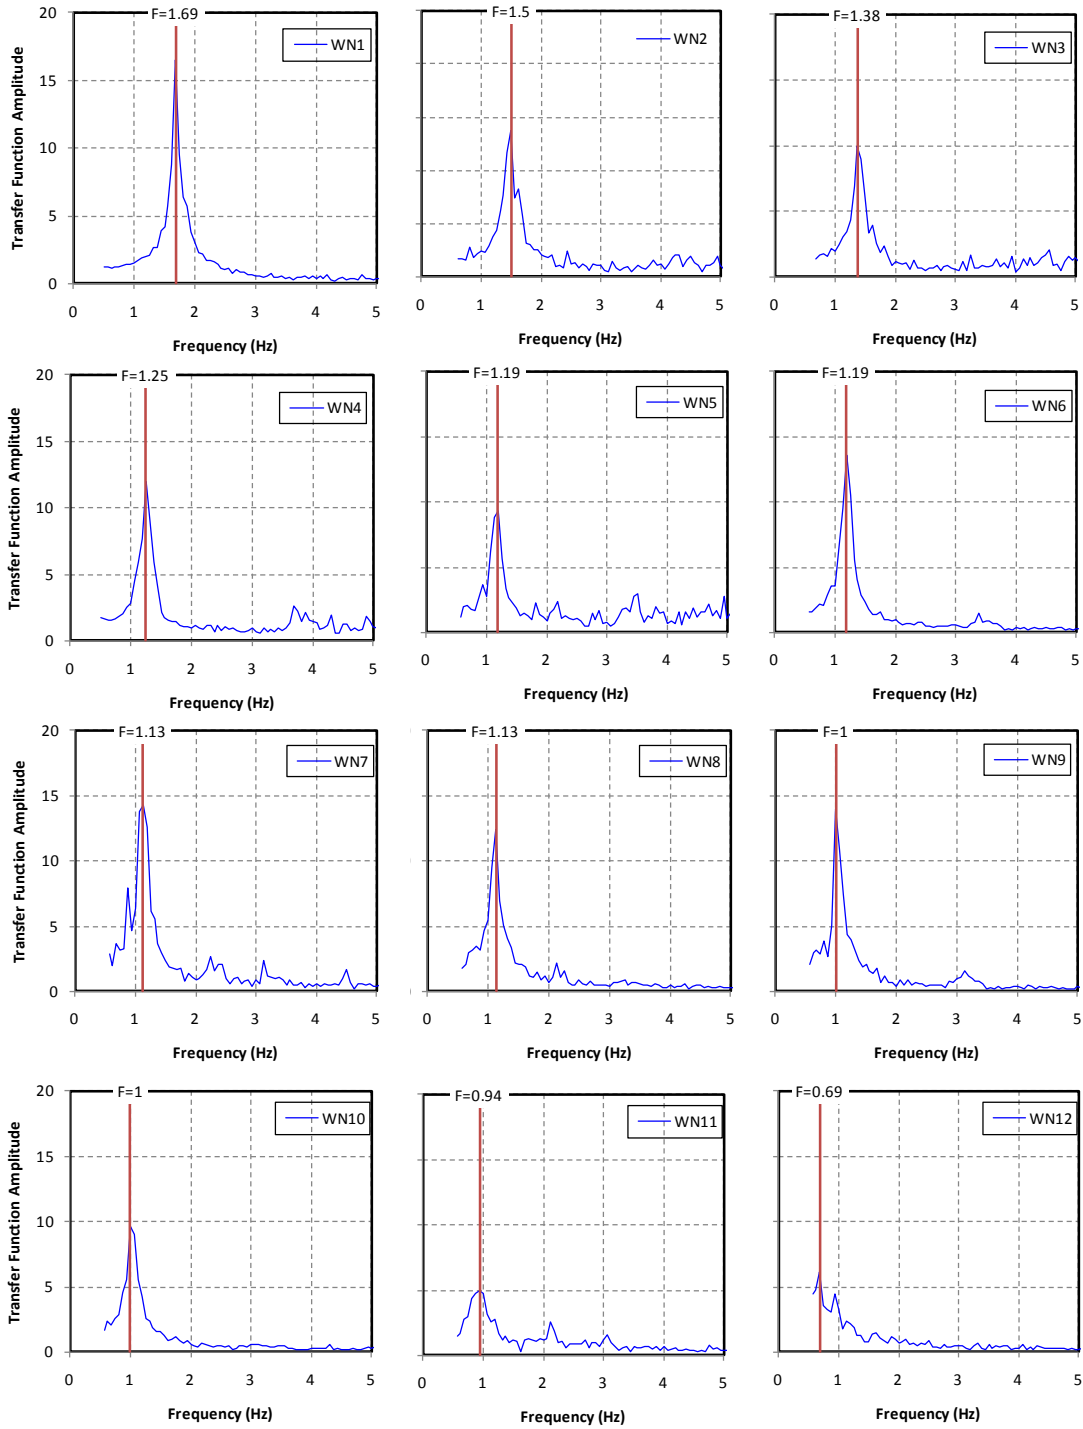 F=1.69
F=1.5
F=1.38
WN1
WN2
WN3
Transfer Function Amplitude
20
15
10
5
0
0 1 2 3 4 5
0 1 2 3 4 5
0 1 2 3 4 5
Frequency (Hz)
Frequency (Hz)
Frequency (Hz)
F=1.25
F=1.19
F=1.19
WN4
WN5
WN6
Transfer Function Amplitude
20
15
10
5
0
0 1 2 3 4 5
0 1 2 3 4 5
0 1 2 3 4 5
Frequency (Hz)
Frequency (Hz)
Frequency (Hz)
F=1.13
F=1.13
F=1
WN7
WN8
WN9
Transfer Function Amplitude
20
15
10
5
0
0 1 2 3 4 5
0 1 2 3 4 5
0 1 2 3 4 5
Frequency (Hz)
Frequency (Hz)
Frequency (Hz)
F=1
F=0.94
F=0.69
WN10
WN11
WN12
Transfer Function Amplitude
20
15
10
5
0
0 1 2 3 4 5
0 1 2 3 4 5
0 1 2 3 4 5
Frequency (Hz)
Frequency (Hz)
Frequency (Hz)